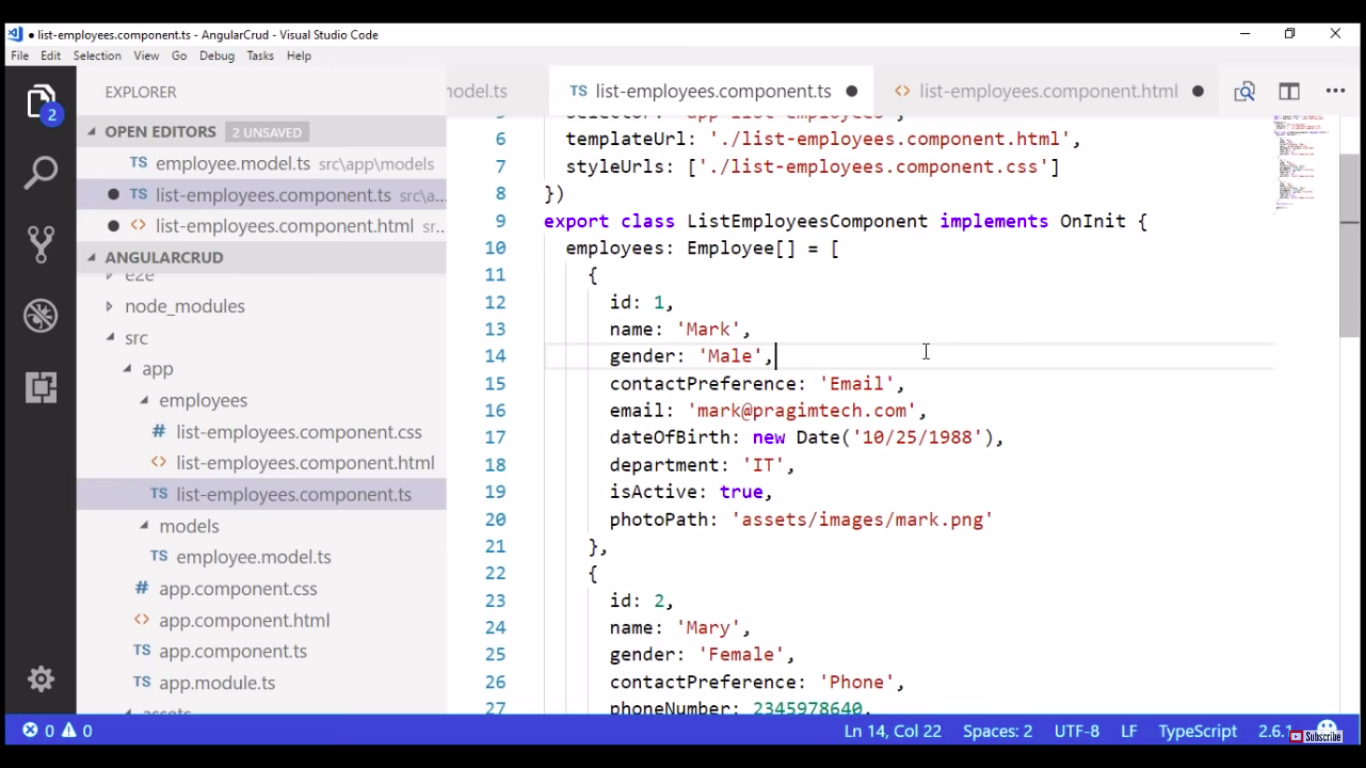 list-employees.component.ts - AngularCrud - Visual Studio Code
File Edit Selection View Go Debug Tasks Help
2
EXPLORER
OPEN EDITORS 2 UNSAVED
TS employee.model.ts src\app\models
● TS list-employees.component.ts src\a...
● <> list-employees.component.html sr...
ANGULARCRUD
e2e
node_modules
src
app
employees
# list-employees.component.css
<> list-employees.component.html
TS list-employees.component.ts
models
TS employee.model.ts
# app.component.css
<> app.component.html
TS app.component.ts
TS app.module.ts
assets
nodel.ts TS list-employees.component.ts ● <> list-employees.component.html ● ...
5 selector: 'app-list-employees',
6 templateUrl: './list-employees.component.html',
7 styleUrls: ['./list-employees.component.css']
8 })
9 export class ListEmployeesComponent implements OnInit {
10 employees: Employee[] = [
11 {
12 id: 1,
13 name: 'Mark',
14 gender: 'Male',
15 contactPreference: 'Email',
16 email: 'mark@pragimtech.com',
17 dateOfBirth: new Date('10/25/1988'),
18 department: 'IT',
19 isActive: true,
20 photoPath: 'assets/images/mark.png'
21 },
22 {
23 id: 2,
24 name: 'Mary',
25 gender: 'Female',
26 contactPreference: 'Phone',
27 phoneNumber: 2345978640,
0 0 Ln 14, Col 22 Spaces: 2 UTF-8 LF TypeScript 2.6.1
Subscribe